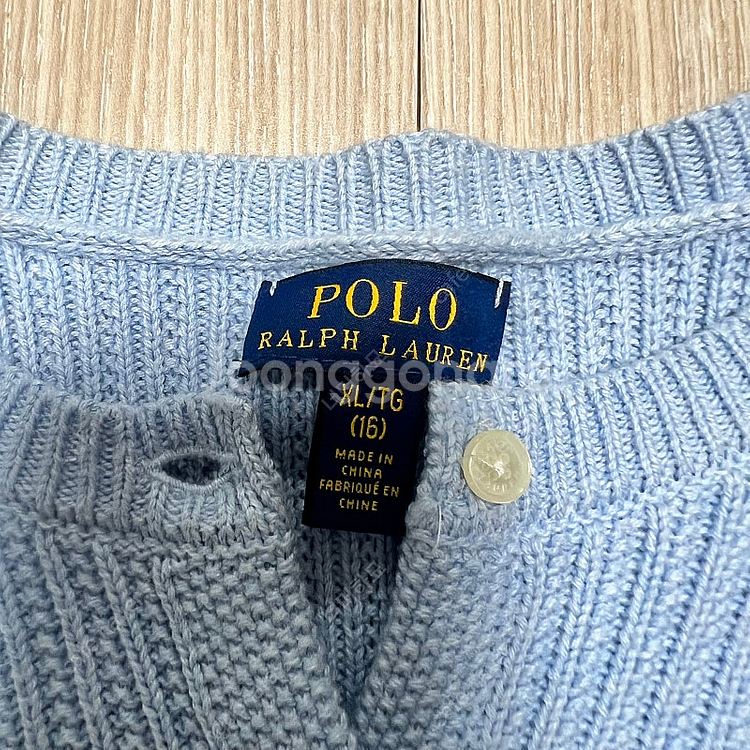 POLO
RALPH LAUREN
XL/TG
(16)
MADE IN
CHINA
FABRIQUÉ EN
CHINE